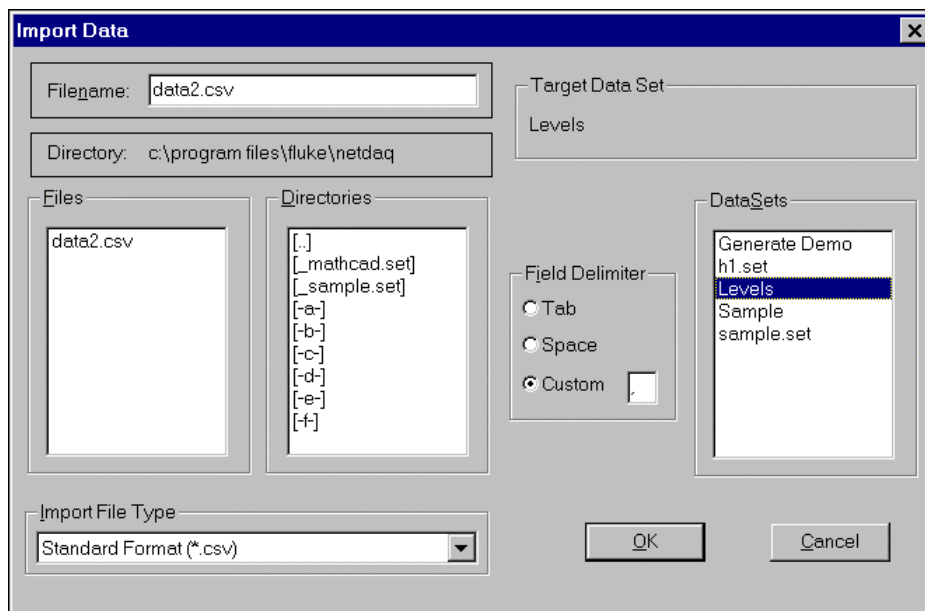 Import Data
Filename: data2.csv
Directory: c:\program files\fluke\netdaq
Target Data Set
Levels
Files
data2.csv
Directories
[..]
[_mathcad.set]
[_sample.set]
[-a-]
[-b-]
[-c-]
[-d-]
[-e-]
[-f-]
Field Delimiter
Tab
Space
Custom ,
DataSets
Generate Demo
h1.set
Levels
Sample
sample.set
Import File Type
Standard Format (*.csv)
OK
Cancel